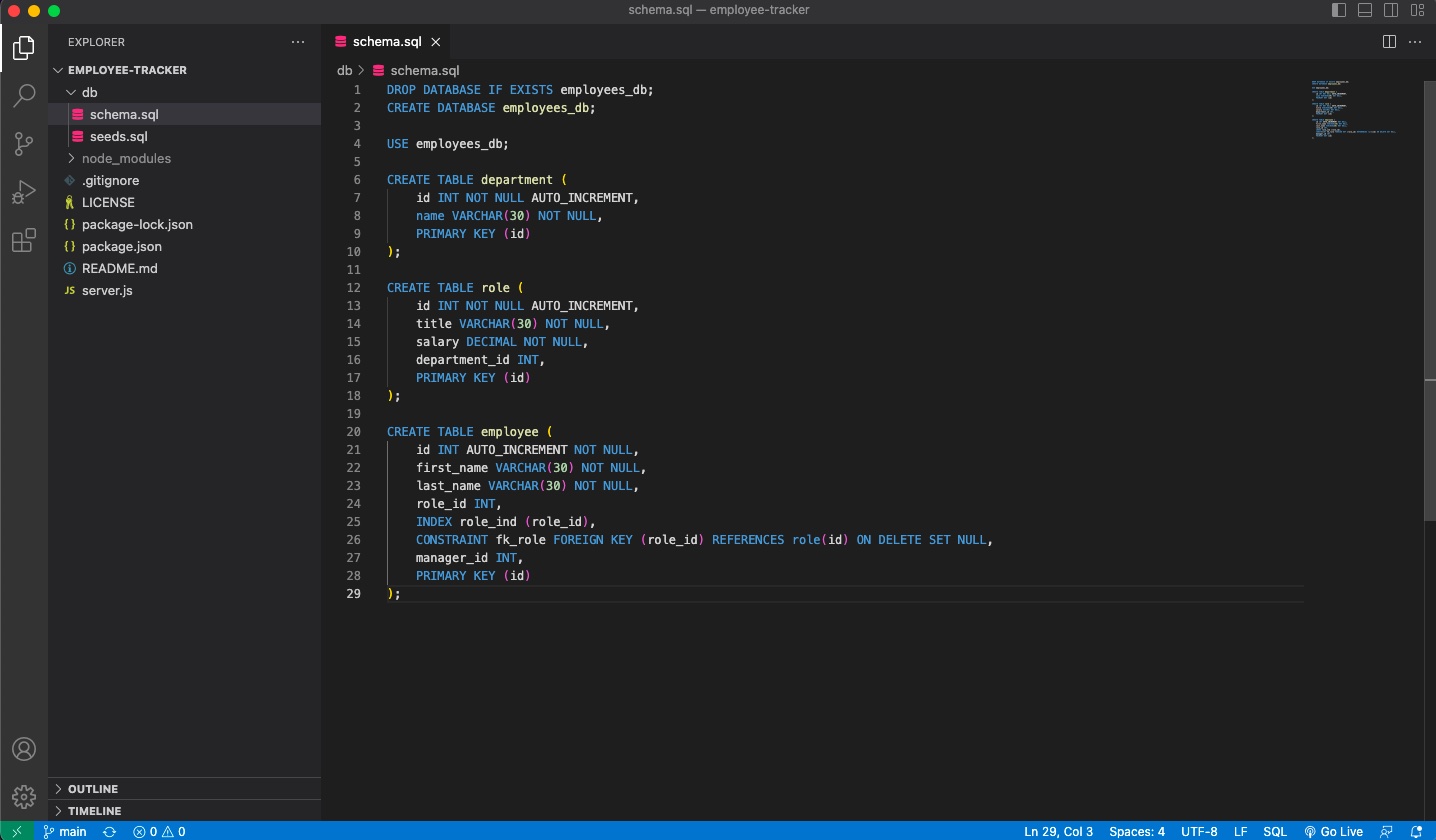 schema.sql — employee-tracker
EXPLORER
EMPLOYEE-TRACKER
db
schema.sql
seeds.sql
node_modules
.gitignore
LICENSE
{} package-lock.json
{} package.json
README.md
JS server.js
OUTLINE
TIMELINE
schema.sql
db > schema.sql
1 DROP DATABASE IF EXISTS employees_db;
2 CREATE DATABASE employees_db;
3
4 USE employees_db;
5
6 CREATE TABLE department (
7     id INT NOT NULL AUTO_INCREMENT,
8     name VARCHAR(30) NOT NULL,
9     PRIMARY KEY (id)
10 );
11
12 CREATE TABLE role (
13     id INT NOT NULL AUTO_INCREMENT,
14     title VARCHAR(30) NOT NULL,
15     salary DECIMAL NOT NULL,
16     department_id INT,
17     PRIMARY KEY (id)
18 );
19
20 CREATE TABLE employee (
21     id INT AUTO_INCREMENT NOT NULL,
22     first_name VARCHAR(30) NOT NULL,
23     last_name VARCHAR(30) NOT NULL,
24     role_id INT,
25     INDEX role_ind (role_id),
26     CONSTRAINT fk_role FOREIGN KEY (role_id) REFERENCES role(id) ON DELETE SET NULL,
27     manager_id INT,
28     PRIMARY KEY (id)
29 );
main 0 0 Ln 29, Col 3 Spaces: 4 UTF-8 LF SQL Go Live